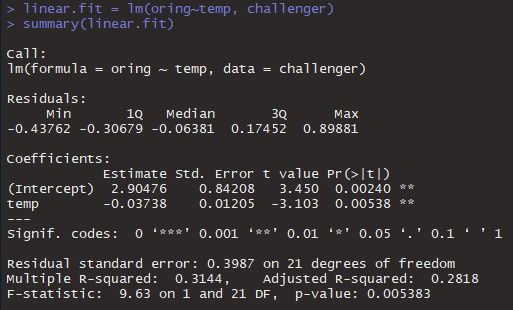 > linear.fit = lm(oring~temp, challenger)
> summary(linear.fit)
Call:
lm(formula = oring ~ temp, data = challenger)
Residuals:
     Min       1Q   Median       3Q      Max
-0.43762 -0.30679 -0.06381  0.17452  0.89881
Coefficients:
            Estimate Std. Error t value Pr(>|t|)
(Intercept)  2.90476    0.84208   3.450  0.00240 **
temp        -0.03738    0.01205  -3.103  0.00538 **
---
Signif. codes:  0 ‘***’ 0.001 ‘**’ 0.01 ‘*’ 0.05 ‘.’ 0.1 ‘ ’ 1
Residual standard error: 0.3987 on 21 degrees of freedom
Multiple R-squared:  0.3144,	Adjusted R-squared:  0.2818
F-statistic:  9.63 on 1 and 21 DF,  p-value: 0.005383